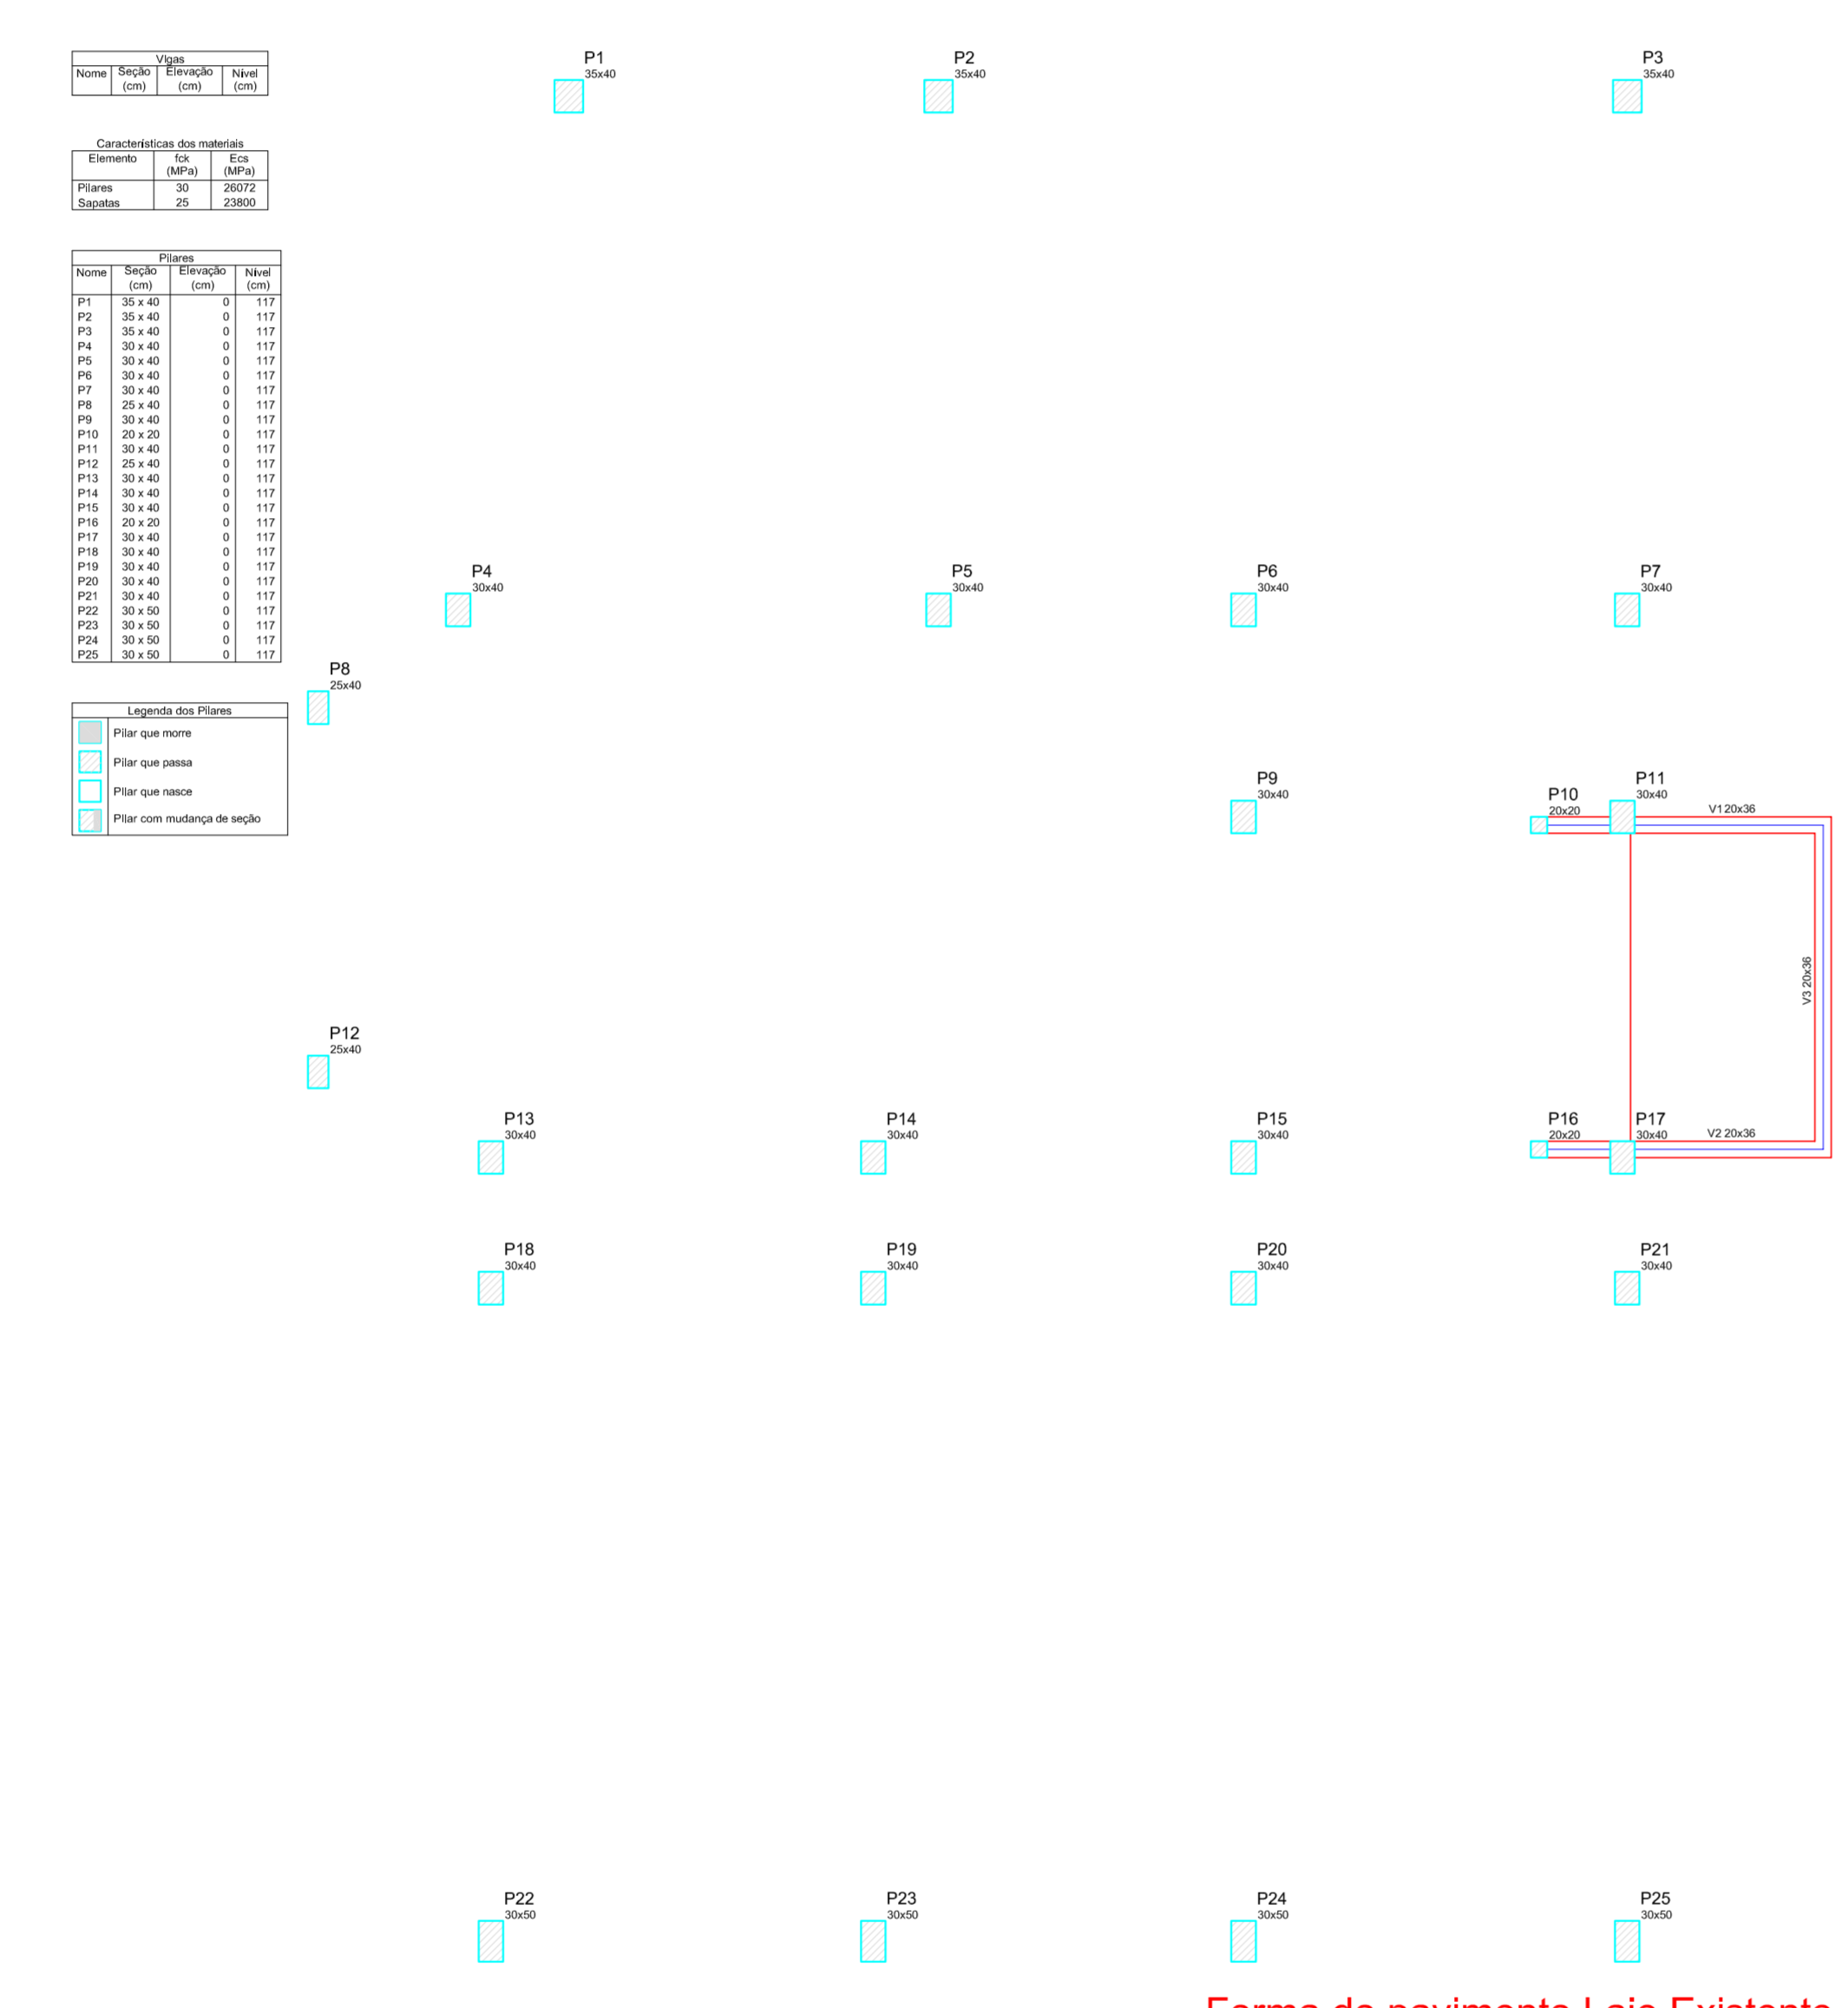 Vigas
Nome Seção (cm) Elevação (cm) Nível (cm)
Características dos materiais
Elemento fck (MPa) Ecs (MPa)
Pilares 30 26072
Sapatas 25 23800
Pilares
Nome Seção (cm) Elevação (cm) Nível (cm)
P1 35 x 40 0 117
P2 35 x 40 0 117
P3 35 x 40 0 117
P4 30 x 40 0 117
P5 30 x 40 0 117
P6 30 x 40 0 117
P7 30 x 40 0 117
P8 25 x 40 0 117
P9 30 x 40 0 117
P10 20 x 20 0 117
P11 30 x 40 0 117
P12 25 x 40 0 117
P13 30 x 40 0 117
P14 30 x 40 0 117
P15 30 x 40 0 117
P16 20 x 20 0 117
P17 30 x 40 0 117
P18 30 x 40 0 117
P19 30 x 40 0 117
P20 30 x 40 0 117
P21 30 x 40 0 117
P22 30 x 50 0 117
P23 30 x 50 0 117
P24 30 x 50 0 117
P25 30 x 50 0 117
Legenda dos Pilares
Pilar que morre
Pilar que passa
Pilar que nasce
Pilar com mudança de seção
P1
35x40
P2
35x40
P3
35x40
P4
30x40
P5
30x40
P6
30x40
P7
30x40
P8
25x40
P9
30x40
P10
20x20
P11
30x40
V1 20x36
V3 20x36
P12
25x40
P13
30x40
P14
30x40
P15
30x40
P16
20x20
P17
30x40
V2 20x36
P18
30x40
P19
30x40
P20
30x40
P21
30x40
P22
30x50
P23
30x50
P24
30x50
P25
30x50
Forma do pavimento Laje Existente